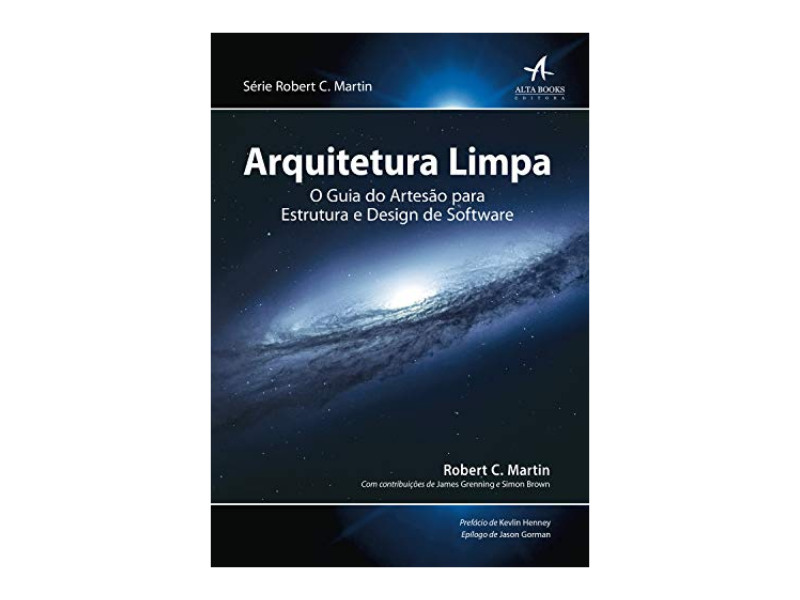 Série Robert C. Martin
ALTA BOOKS
EDITORA
Arquitetura Limpa
O Guia do Artesão para
Estrutura e Design de Software
Robert C. Martin
Com contribuições de James Grenning e Simon Brown
Prefácio de Kevlin Henney
Epílogo de Jason Gorman